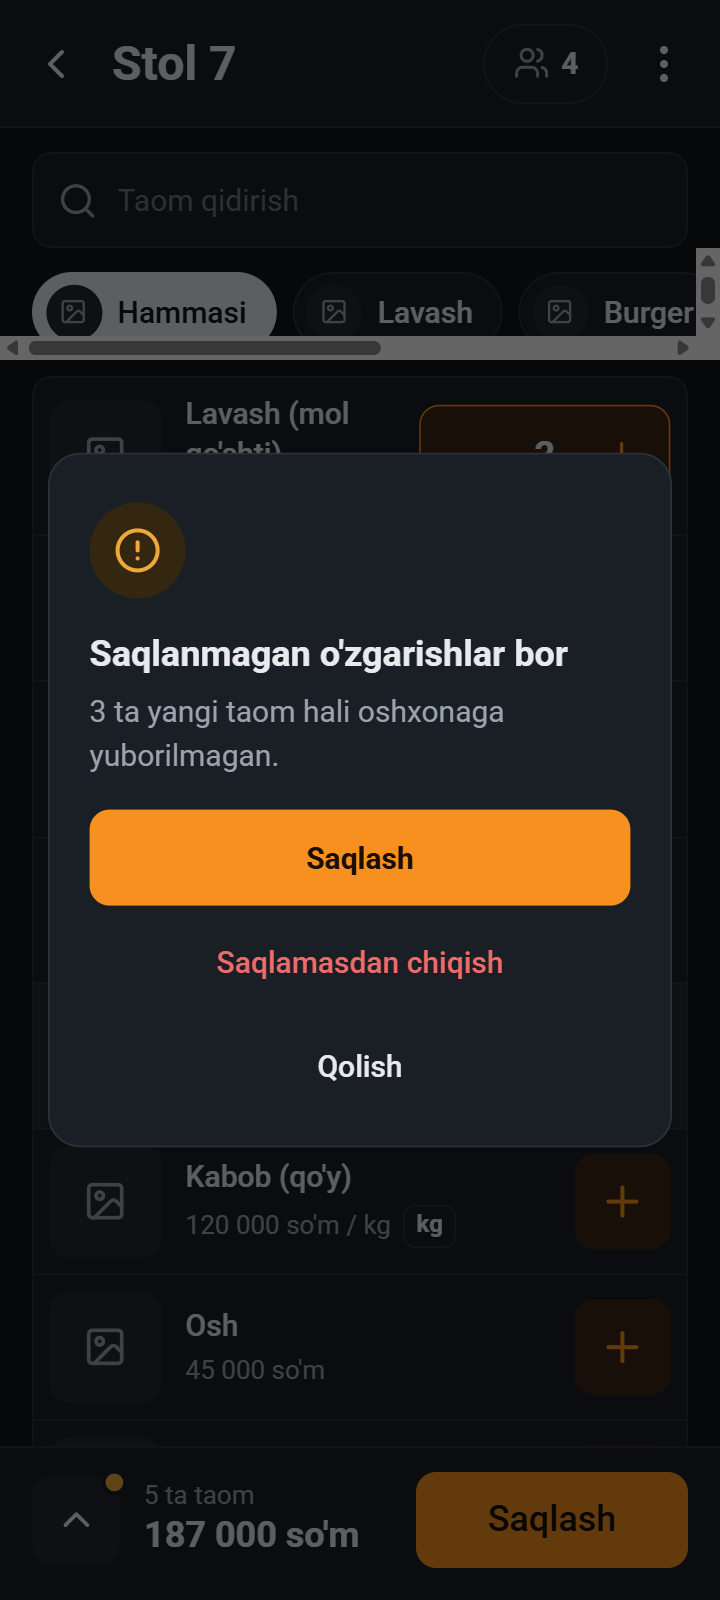 Stol 7
4
Taom qidirish
Hammasi
Lavash
Burger
Lavash (mol
go'shti)
Saqlanmagan o'zgarishlar bor
3 ta yangi taom hali oshxonaga
yuborilmagan.
Saqlash
Saqlamasdan chiqish
Qolish
Kabob (qo'y)
120 000 so'm / kg kg
Osh
45 000 so'm
5 ta taom
187 000 so'm
Saqlash